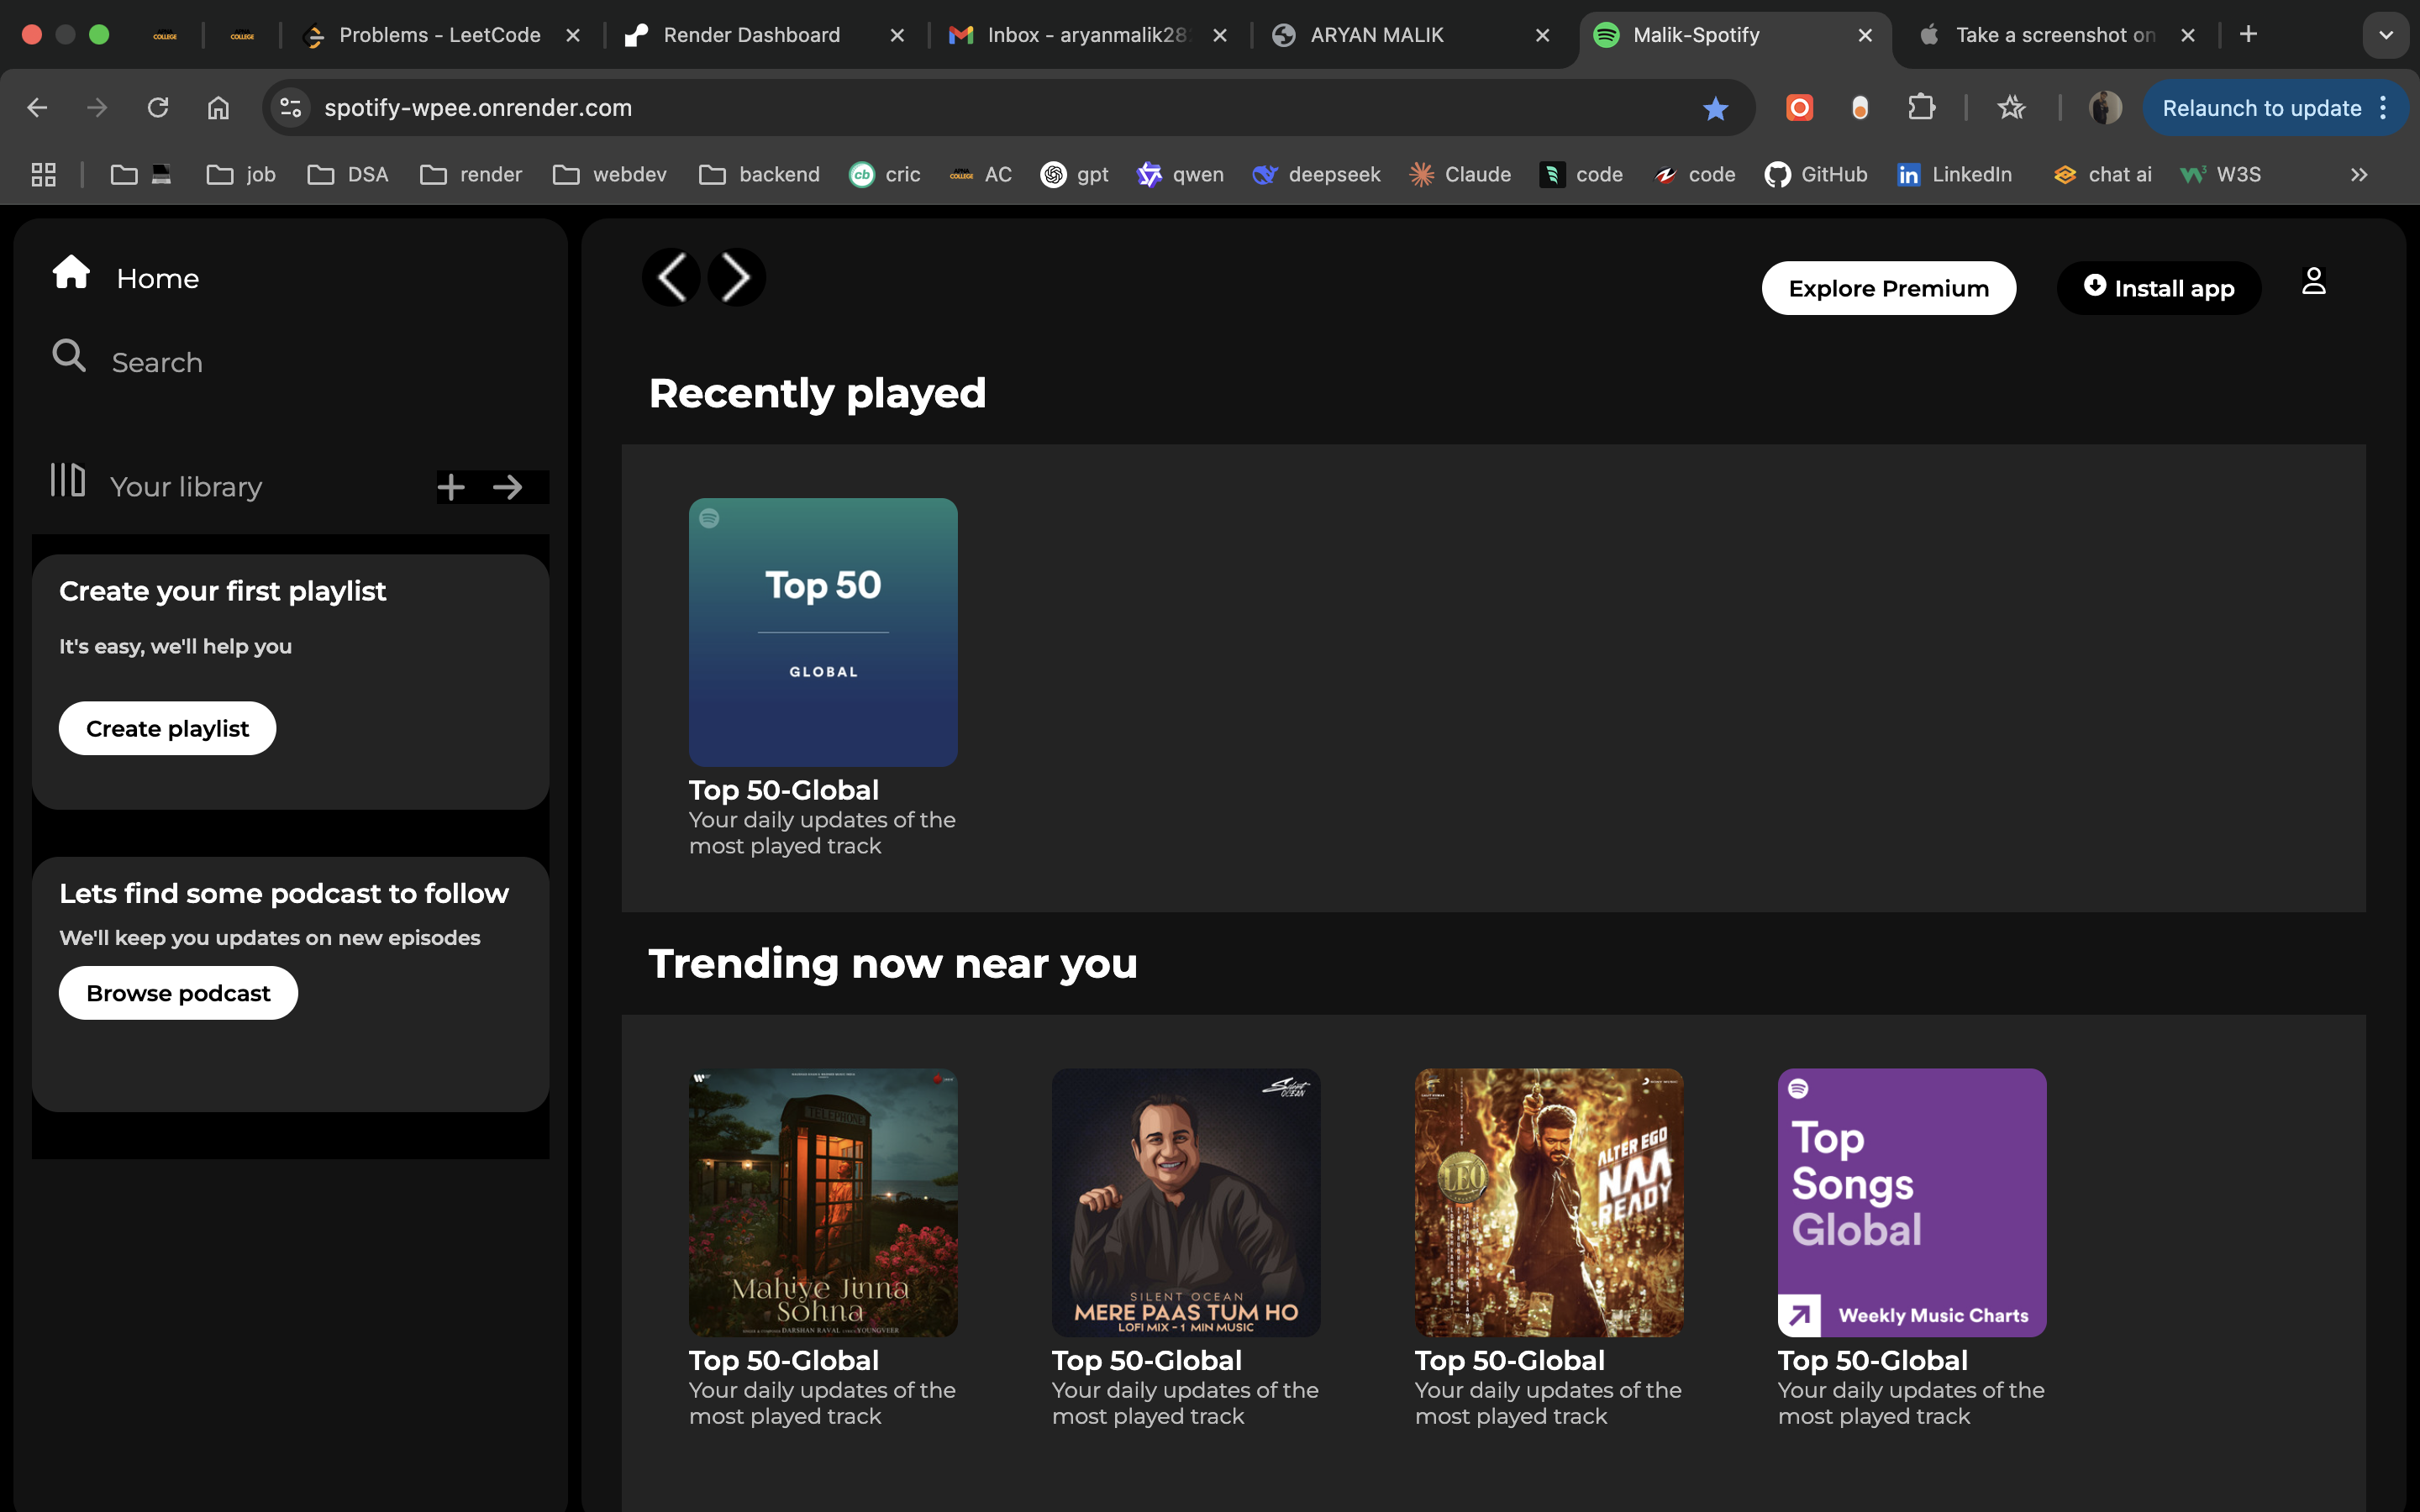 Problems - LeetCode
Render Dashboard
Inbox - aryanmalik28
ARYAN MALIK
Malik-Spotify
Take a screenshot on
spotify-wpee.onrender.com
Relaunch to update
job
DSA
render
webdev
backend
cric
AC
gpt
qwen
deepseek
Claude
code
code
GitHub
LinkedIn
chat ai
W3S
Home
Search
Your library
Create your first playlist
It's easy, we'll help you
Create playlist
Lets find some podcast to follow
We'll keep you updates on new episodes
Browse podcast
Explore Premium
Install app
Recently played
Top 50
GLOBAL
Top 50-Global
Your daily updates of the
most played track
Trending now near you
TELEPHONE
Mahiye Jinna
Sohna
DARSHAN RAVAL
YOUNGVEER
Top 50-Global
Your daily updates of the
most played track
Silent
OCEAN
SILENT OCEAN
MERE PAAS TUM HO
LOFI MIX - 1 MIN MUSIC
Top 50-Global
Your daily updates of the
most played track
LEO
ALTER EGO
NAA
READY
Top 50-Global
Your daily updates of the
most played track
Top
Songs
Global
Weekly Music Charts
Top 50-Global
Your daily updates of the
most played track